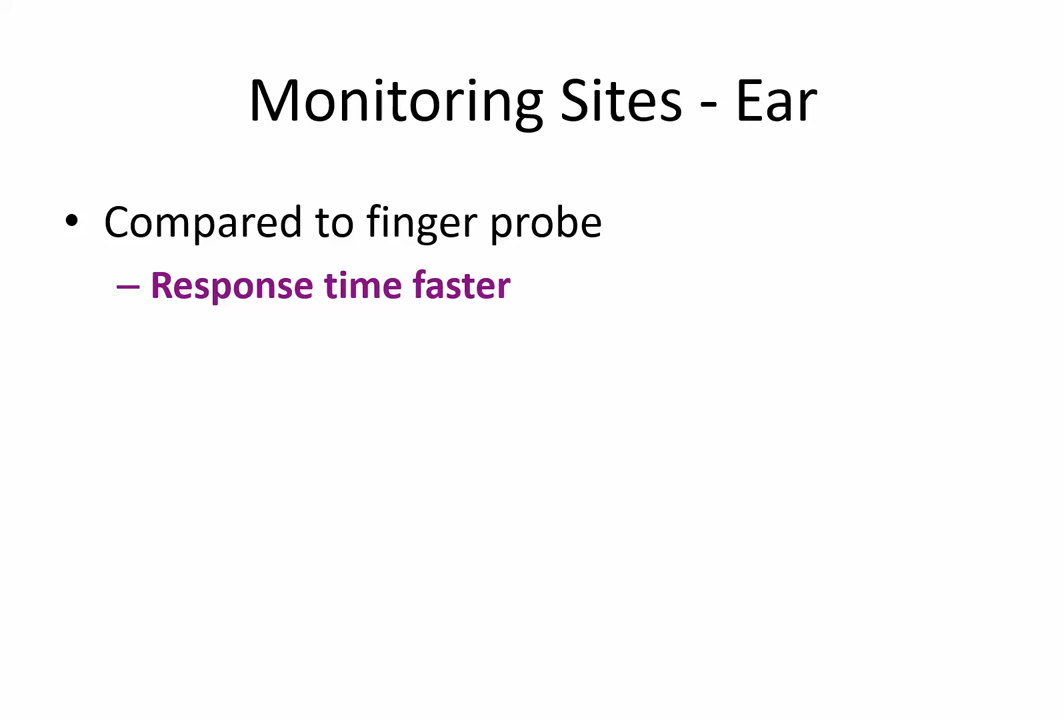 Monitoring Sites - Ear
• Compared to finger probe
– Response time faster